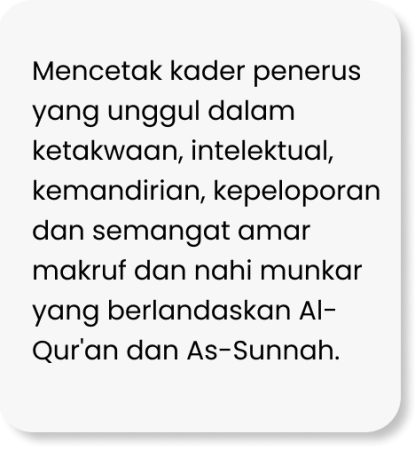 Mencetak kader penerus
yang unggul dalam
ketakwaan, intelektual,
kemandirian, kepeloporan
dan semangat amar
makruf dan nahi munkar
yang berlandaskan Al-
Qur'an dan As-Sunnah.